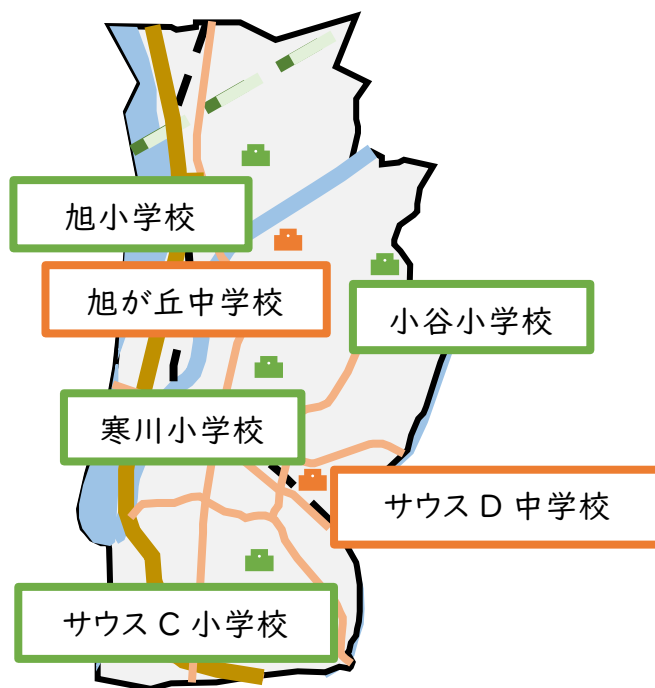 旭小学校
旭が丘中学校
小谷小学校
寒川小学校
サウス D 中学校
サウス C 小学校